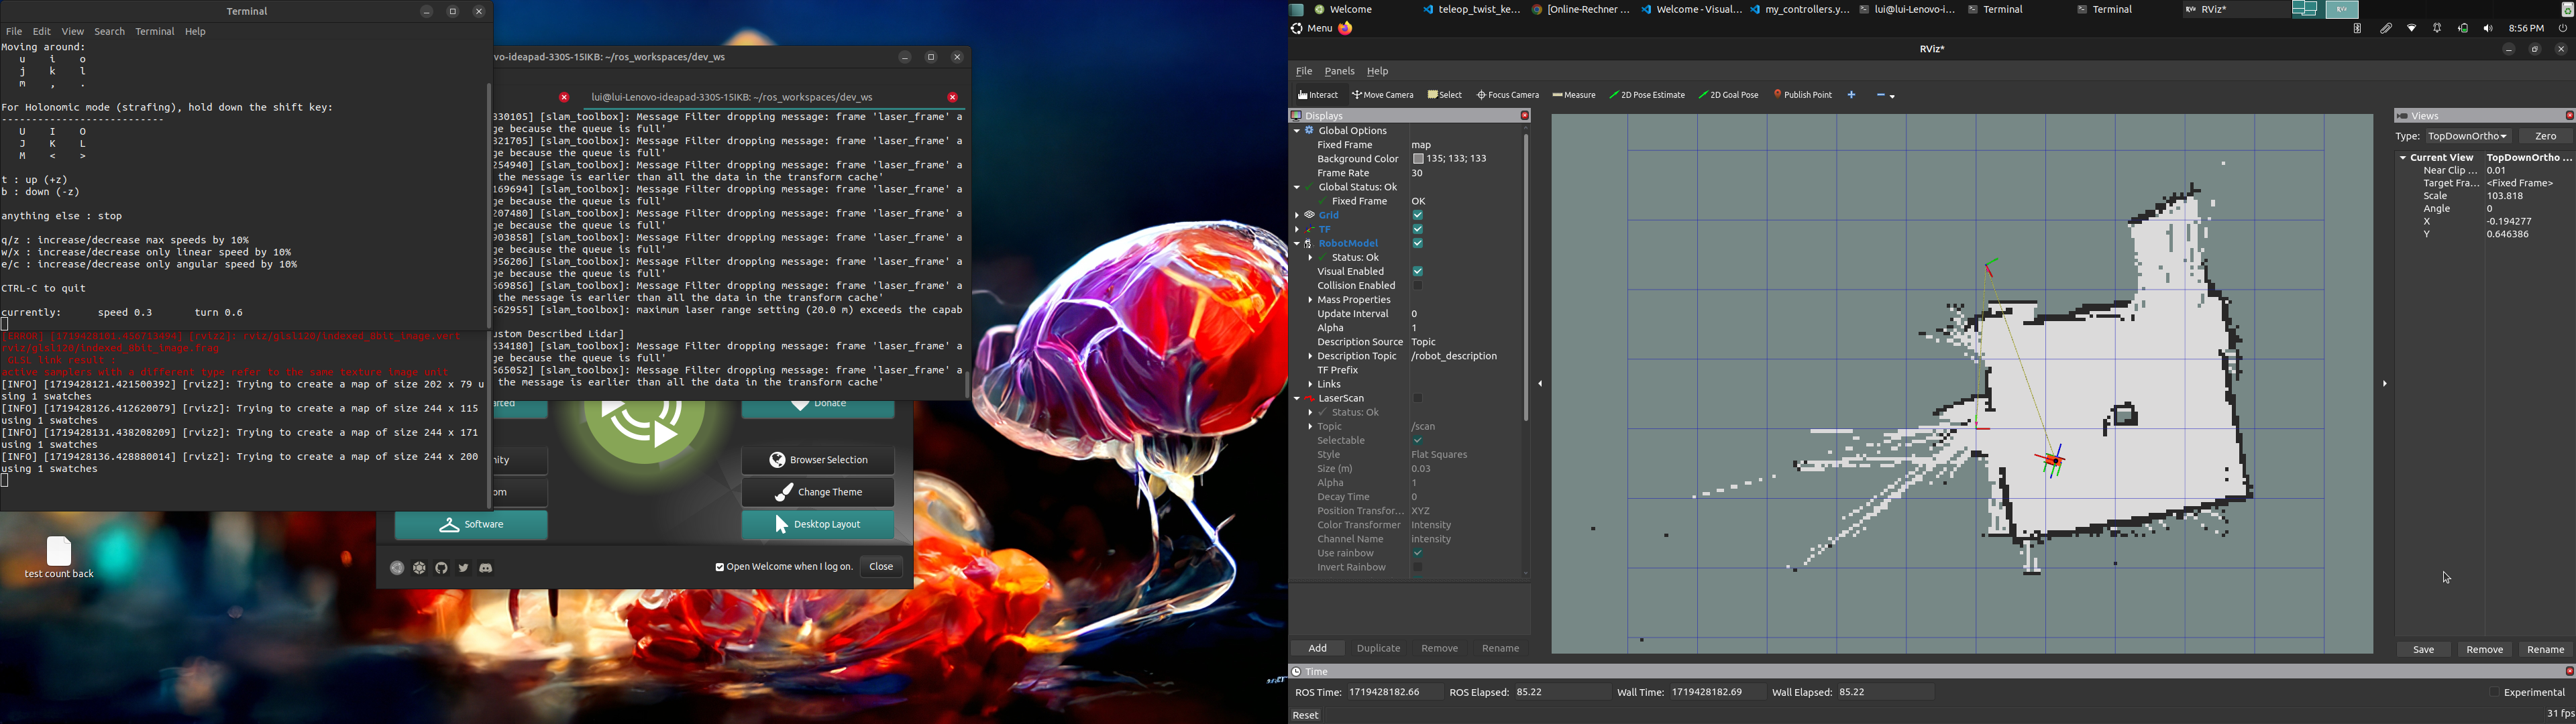 Terminal
File Edit View Search Terminal Help
Moving around:
u i o
j k l
m , .
For Holonomic mode (strafing), hold down the shift key:
---------------------------
U I O
J K L
M < >
t : up (+z)
b : down (-z)
anything else : stop
q/z : increase/decrease max speeds by 10%
w/x : increase/decrease only linear speed by 10%
e/c : increase/decrease only angular speed by 10%
CTRL-C to quit
currently: speed 0.3 turn 0.6
[ERROR] [1719428101.456713494] [rviz2]: rviz/glsl120/indexed_8bit_image.vert
rviz/glsl120/indexed_8bit_image.frag
GLSL link result :
active samplers with a different type refer to the same texture image unit
[INFO] [1719428121.421500392] [rviz2]: Trying to create a map of size 202 x 79 u
sing 1 swatches
[INFO] [1719428126.412620079] [rviz2]: Trying to create a map of size 244 x 115
using 1 swatches
[INFO] [1719428131.438208209] [rviz2]: Trying to create a map of size 244 x 171
using 1 swatches
[INFO] [1719428136.428880014] [rviz2]: Trying to create a map of size 244 x 200
using 1 swatches
vo-ideapad-330S-15IKB: ~/ros_workspaces/dev_ws
lui@lui-Lenovo-ideapad-330S-15IKB: ~/ros_workspaces/dev_ws
330105] [slam_toolbox]: Message Filter dropping message: frame 'laser_frame' a
ge because the queue is full'
321705] [slam_toolbox]: Message Filter dropping message: frame 'laser_frame' a
ge because the queue is full'
254940] [slam_toolbox]: Message Filter dropping message: frame 'laser_frame' a
the message is earlier than all the data in the transform cache'
169694] [slam_toolbox]: Message Filter dropping message: frame 'laser_frame' a
ge because the queue is full'
207480] [slam_toolbox]: Message Filter dropping message: frame 'laser_frame' a
ge because the queue is full'
903858] [slam_toolbox]: Message Filter dropping message: frame 'laser_frame' a
ge because the queue is full'
956206] [slam_toolbox]: Message Filter dropping message: frame 'laser_frame' a
ge because the queue is full'
569856] [slam_toolbox]: Message Filter dropping message: frame 'laser_frame' a
the message is earlier than all the data in the transform cache'
562955] [slam_toolbox]: maximum laser range setting (20.0 m) exceeds the capab
ustom Described Lidar]
534180] [slam_toolbox]: Message Filter dropping message: frame 'laser_frame' a
ge because the queue is full'
565052] [slam_toolbox]: Message Filter dropping message: frame 'laser_frame' a
the message is earlier than all the data in the transform cache'
arted
Donate
nity
Browser Selection
om
Change Theme
Software
Desktop Layout
Open Welcome when I log on.
Close
test count back
Welcome
teleop_twist_ke...
[Online-Rechner ...
Welcome - Visual...
my_controllers.y...
lui@lui-Lenovo-i...
Terminal
Terminal
RViz*
Menu
8:56 PM
RViz*
File Panels Help
Interact Move Camera Select Focus Camera Measure 2D Pose Estimate 2D Goal Pose Publish Point
Displays
Global Options
Fixed Frame map
Background Color 135; 133; 133
Frame Rate 30
Global Status: Ok
Fixed Frame OK
Grid
TF
RobotModel
Status: Ok
Visual Enabled
Collision Enabled
Mass Properties
Update Interval 0
Alpha 1
Description Source Topic
Description Topic /robot_description
TF Prefix
Links
LaserScan
Status: Ok
Topic /scan
Selectable
Style Flat Squares
Size (m) 0.03
Alpha 1
Decay Time 0
Position Transfor... XYZ
Color Transformer Intensity
Channel Name intensity
Use rainbow
Invert Rainbow
Add Duplicate Remove Rename
Views
Type: TopDownOrtho Zero
Current View TopDownOrtho ...
Near Clip ... 0.01
Target Fra... <Fixed Frame>
Scale 103.818
Angle 0
X -0.194277
Y 0.646386
Save Remove Rename
Time
ROS Time: 1719428182.66 ROS Elapsed: 85.22 Wall Time: 1719428182.69 Wall Elapsed: 85.22 Experimental
Reset 31 fps